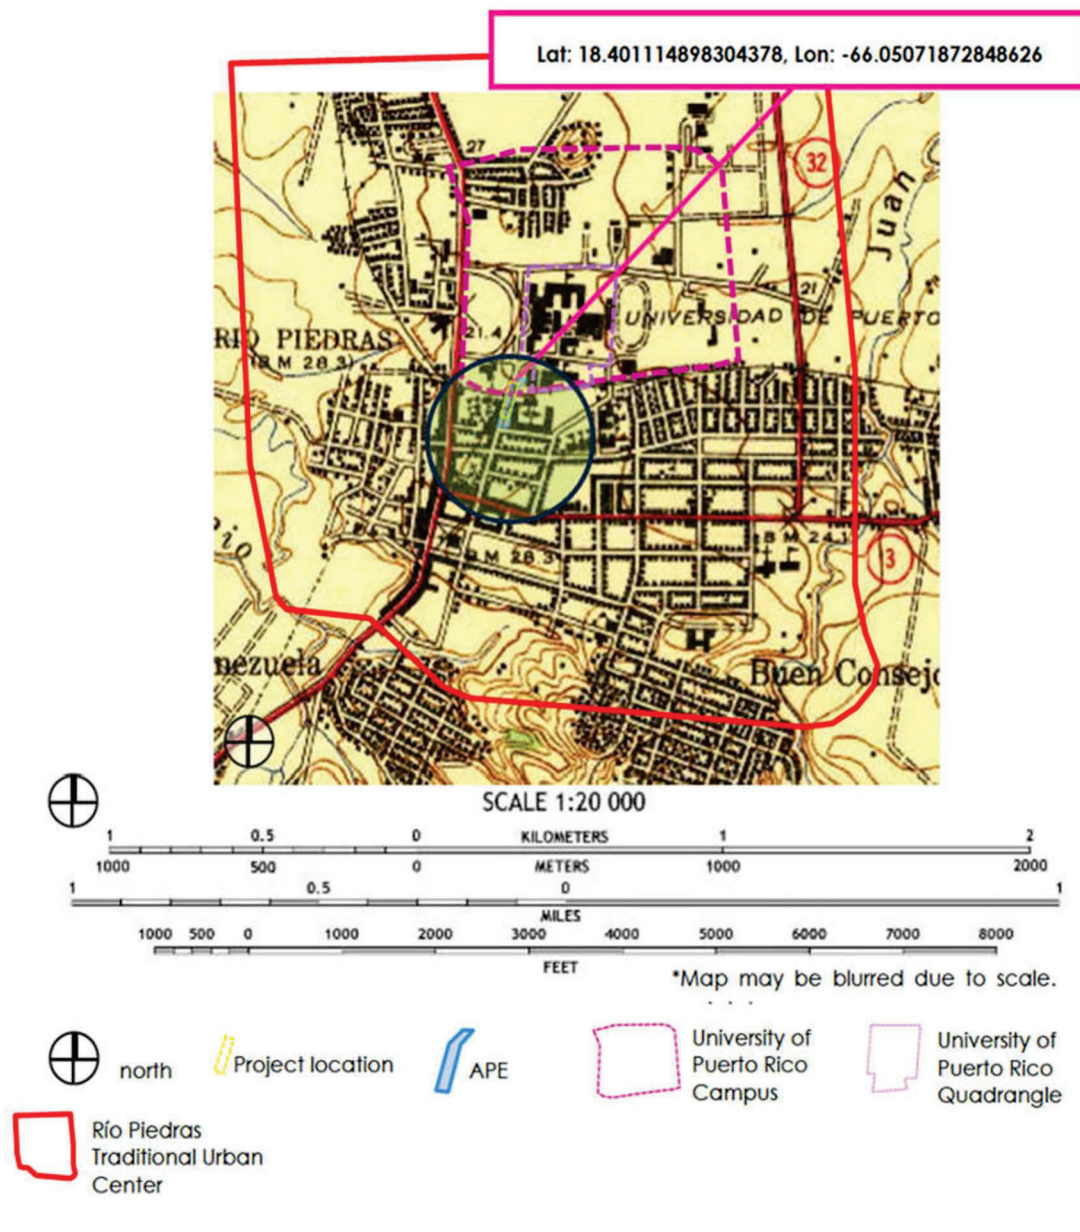 Lat: 18.401114898304378, Lon: -66.05071872848626
27
32
Juan
21
21.4
UNIVERSIDAD DE PUERTO
RIO PIEDRAS
(B M 28 3)
B M 24.1
B M 28 3
3
io
nezuela
Buen Consejo
SCALE 1:20 000
1 0.5 0 KILOMETERS 1 2
1000 500 0 METERS 1000 2000
1 0.5 0 1
MILES
1000 500 0 1000 2000 3000 4000 5000 6000 7000 8000
FEET
*Map may be blurred due to scale.
north
Project location
APE
University of
Puerto Rico
Campus
University of
Puerto Rico
Quadrangle
Río Piedras
Traditional Urban
Center